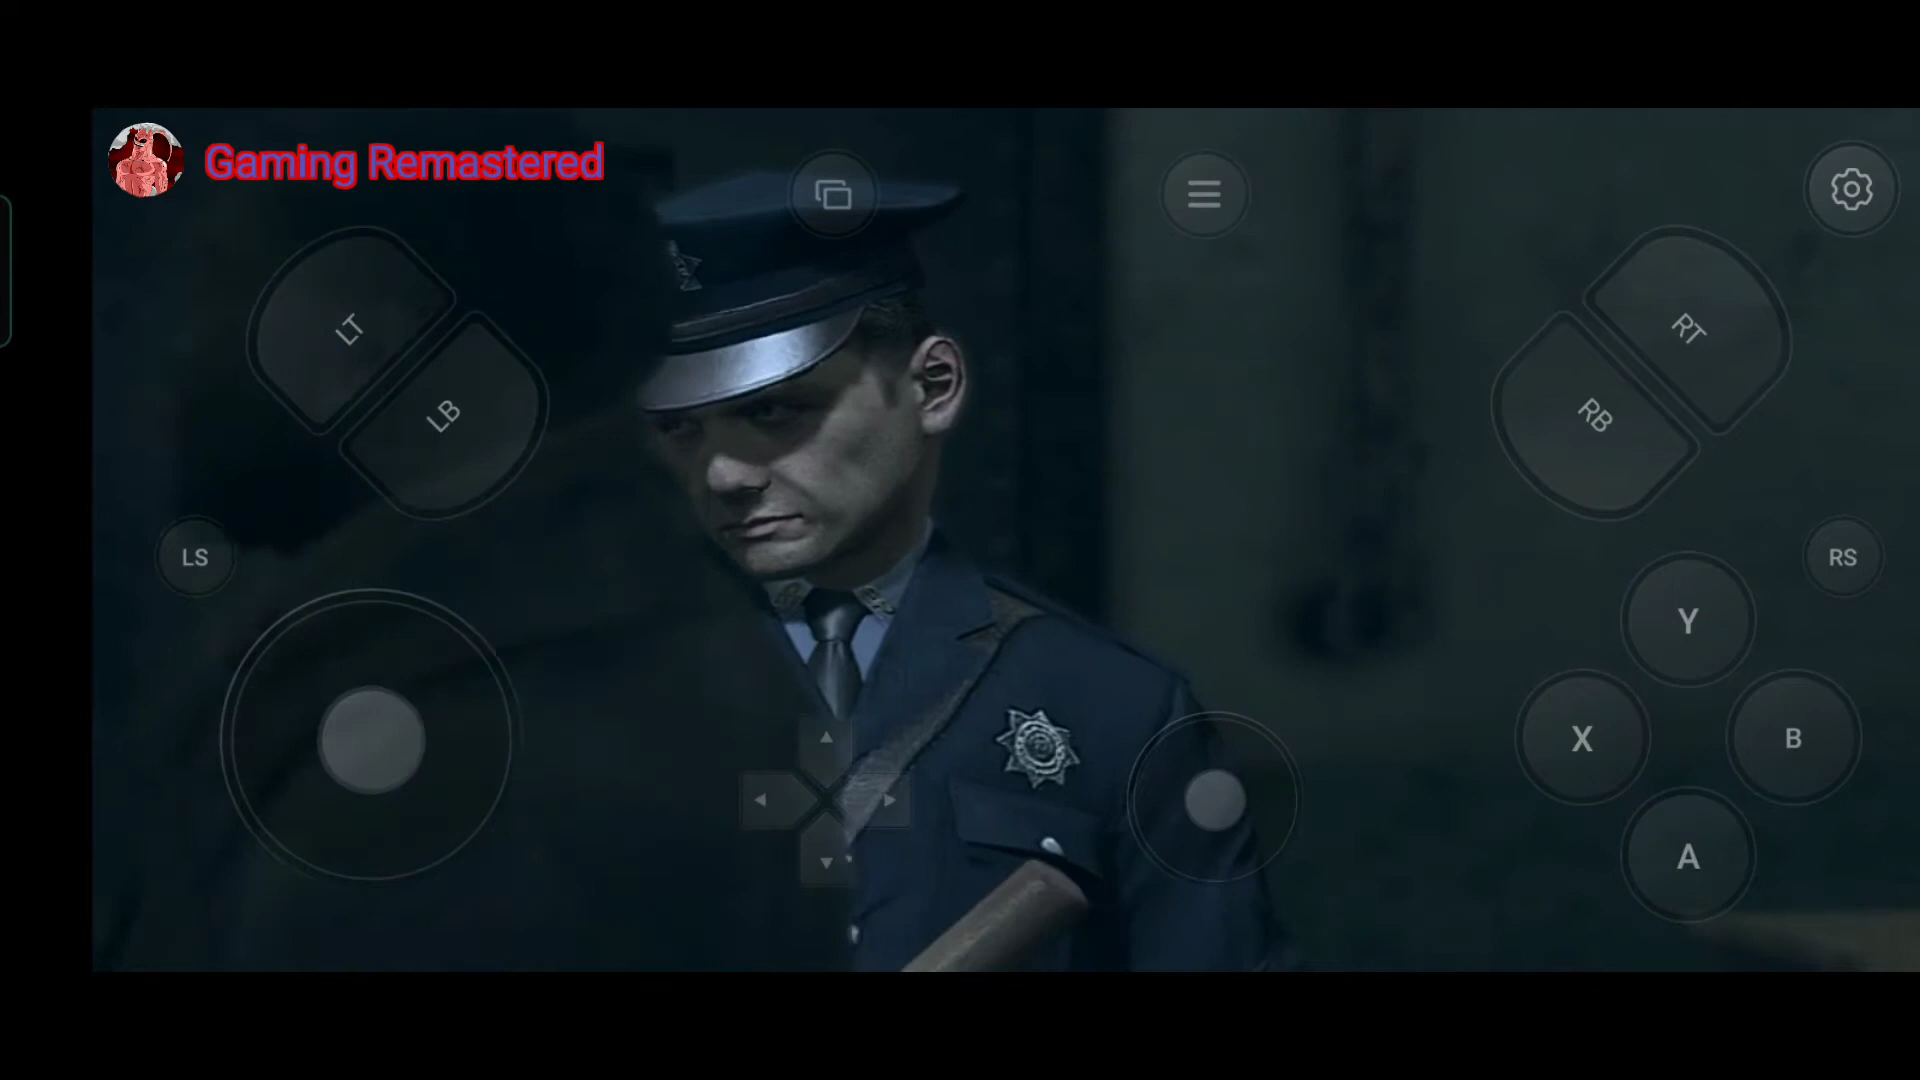 Gaming Remastered
LT
RT
LB
RB
LS
RS
Y
X
B
A